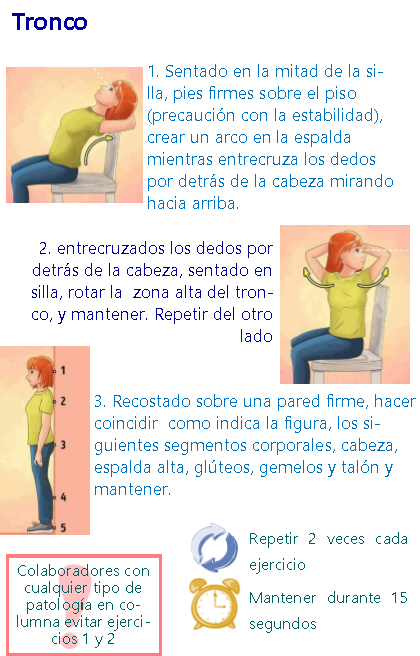 Tronco
1. Sentado en la mitad de la si-
lla, pies firmes sobre el piso
(precaución con la estabilidad),
crear un arco en la espalda
mientras entrecruza los dedos
por detrás de la cabeza mirando
hacia arriba.
2. entrecruzados los dedos por
detrás de la cabeza, sentado en
silla, rotar la zona alta del tron-
co, y mantener. Repetir del otro
lado
1
2
3
4
5
3. Recostado sobre una pared firme, hacer
coincidir como indica la figura, los si-
guientes segmentos corporales, cabeza,
espalda alta, glúteos, gemelos y talón y
mantener.
Repetir 2 veces cada
ejercicio
Mantener durante 15
segundos
?
Colaboradores con
cualquier tipo de
patología en co-
lumna evitar ejerci-
cios 1 y 2